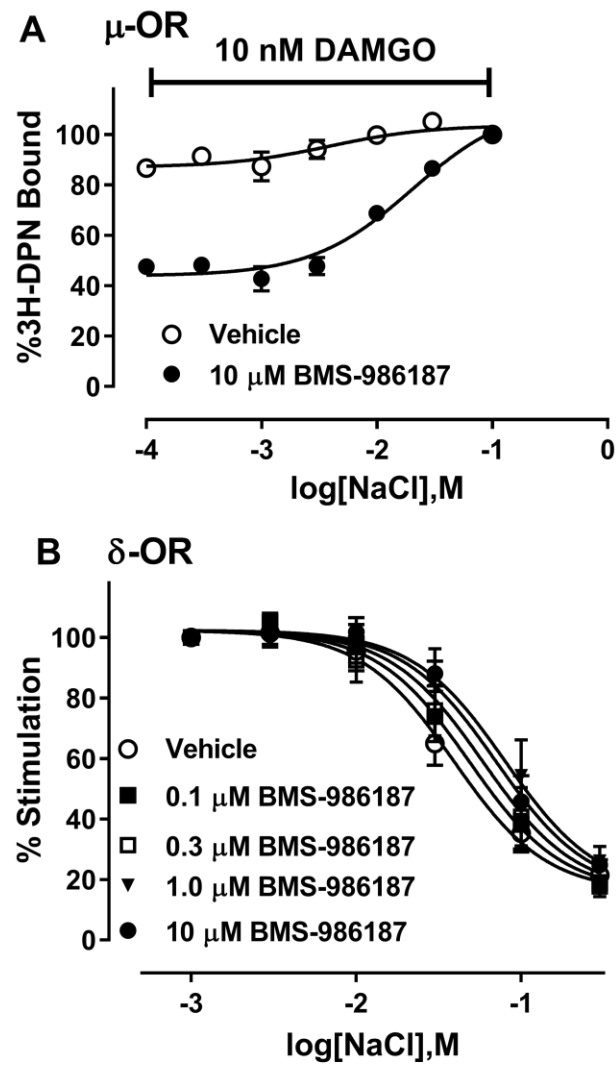 A μ-OR
10 nM DAMGO
%3H-DPN Bound
100
80
60
40
20
0
Vehicle
10 μM BMS-986187
-4 -3 -2 -1 0
log[NaCl],M
B δ-OR
% Stimulation
100
80
60
40
20
0
Vehicle
0.1 μM BMS-986187
0.3 μM BMS-986187
1.0 μM BMS-986187
10 μM BMS-986187
-3 -2 -1
log[NaCl],M